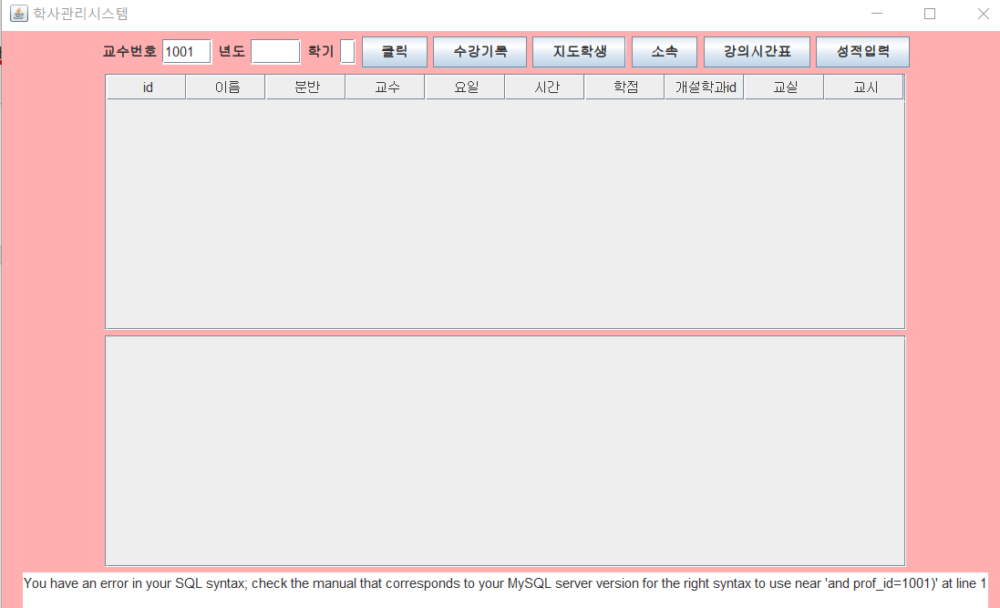 학사관리시스템
교수번호 1001 년도 학기 클릭 수강기록 지도학생 소속 강의시간표 성적입력
id 이름 분반 교수 요일 시간 학점 개설학과id 교실 교시
You have an error in your SQL syntax; check the manual that corresponds to your MySQL server version for the right syntax to use near 'and prof_id=1001)' at line 1